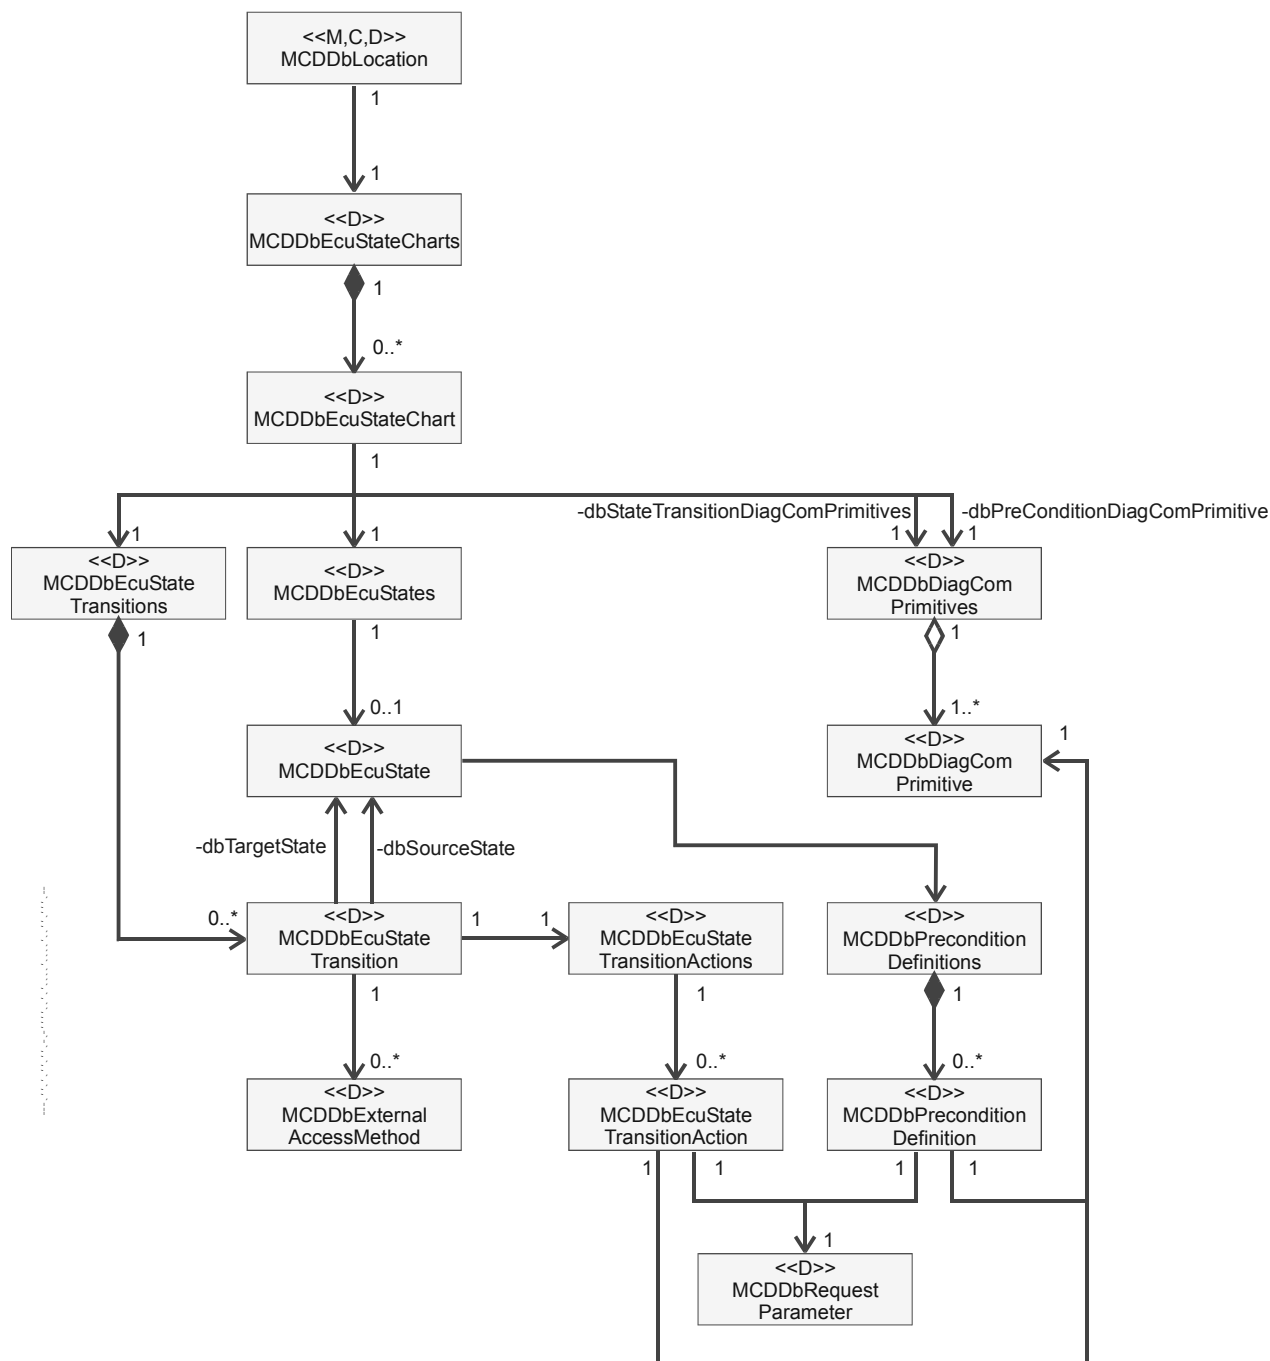 <<M,C,D>>
MCDDbLocation
1
1
<<D>>
MCDDbEcuStateCharts
1
0..*
<<D>>
MCDDbEcuStateChart
1
-dbStateTransitionDiagComPrimitives
-dbPreConditionDiagComPrimitive
1
1
1
1
<<D>>
MCDDbEcuState
Transitions
<<D>>
MCDDbEcuStates
<<D>>
MCDDbDiagCom
Primitives
1
1
1
0..1
1..*
<<D>>
MCDDbEcuState
<<D>>
MCDDbDiagCom
Primitive
1
-dbTargetState
-dbSourceState
0..*
<<D>>
MCDDbEcuState
Transition
1
1
<<D>>
MCDDbEcuState
TransitionActions
<<D>>
MCDDbPrecondition
Definitions
1
1
1
0..*
0..*
0..*
<<D>>
MCDDbExternal
AccessMethod
<<D>>
MCDDbEcuState
TransitionAction
<<D>>
MCDDbPrecondition
Definition
1
1
1
1
1
<<D>>
MCDDbRequest
Parameter